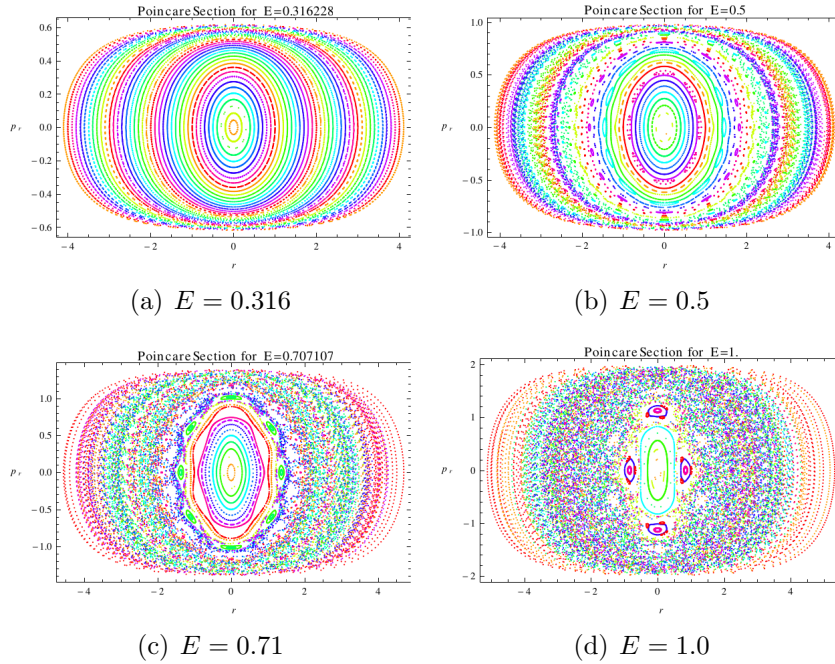 Poincare Section for E=0.316228
0.6
0.4
0.2
0.0
−0.2
−0.4
−0.6
p r
−4
−2
0
2
4
r
(a) E = 0.316
Poincare Section for E=0.5
1.0
0.5
0.0
−0.5
−1.0
p r
−4
−2
0
2
4
r
(b) E = 0.5
Poincare Section for E=0.707107
1.0
0.5
0.0
−0.5
−1.0
p r
−4
−2
0
2
4
r
(c) E = 0.71
Poincare Section for E=1.
2
1
0
−1
−2
p r
−4
−2
0
2
4
r
(d) E = 1.0